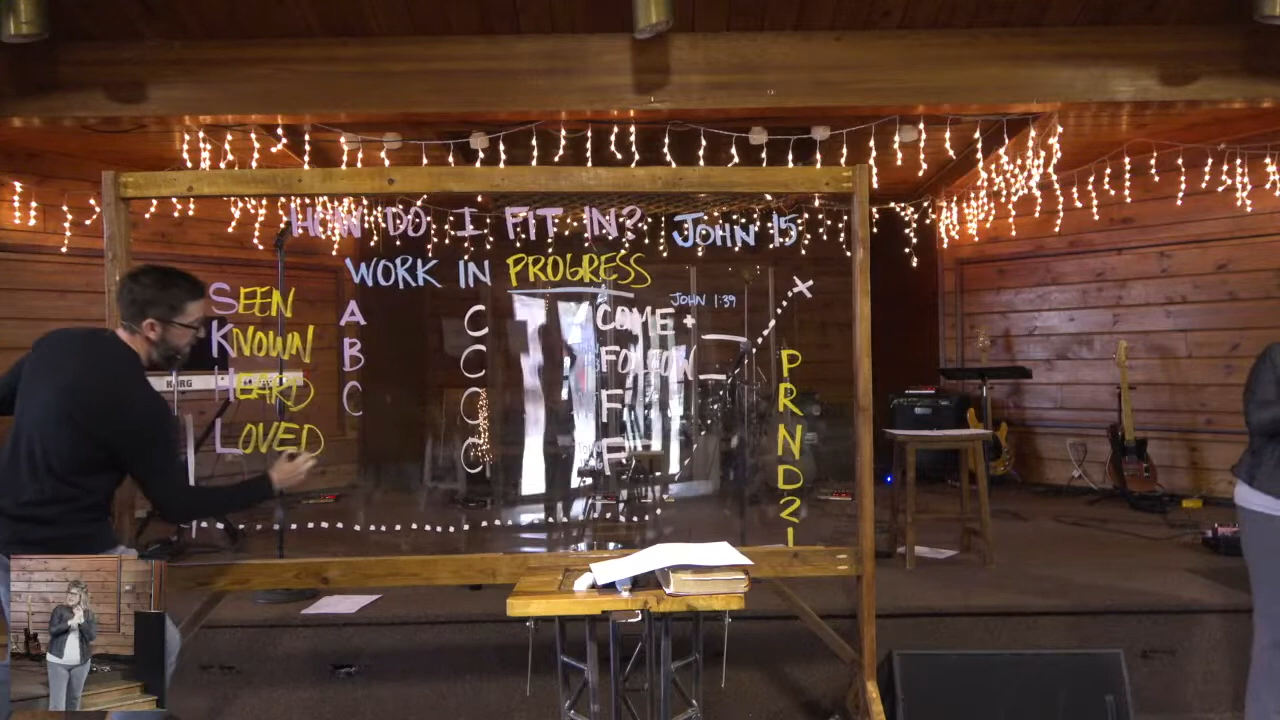 HOW DO I FIT IN?
JOHN 15
WORK IN PROGRESS
JOHN 1:39
SEEN
KNOWN
HEARD
LOVED
A
B
C
C
C
C
C
COME +
FOLLOW
F
F
P
R
N
D
2
1
KORG